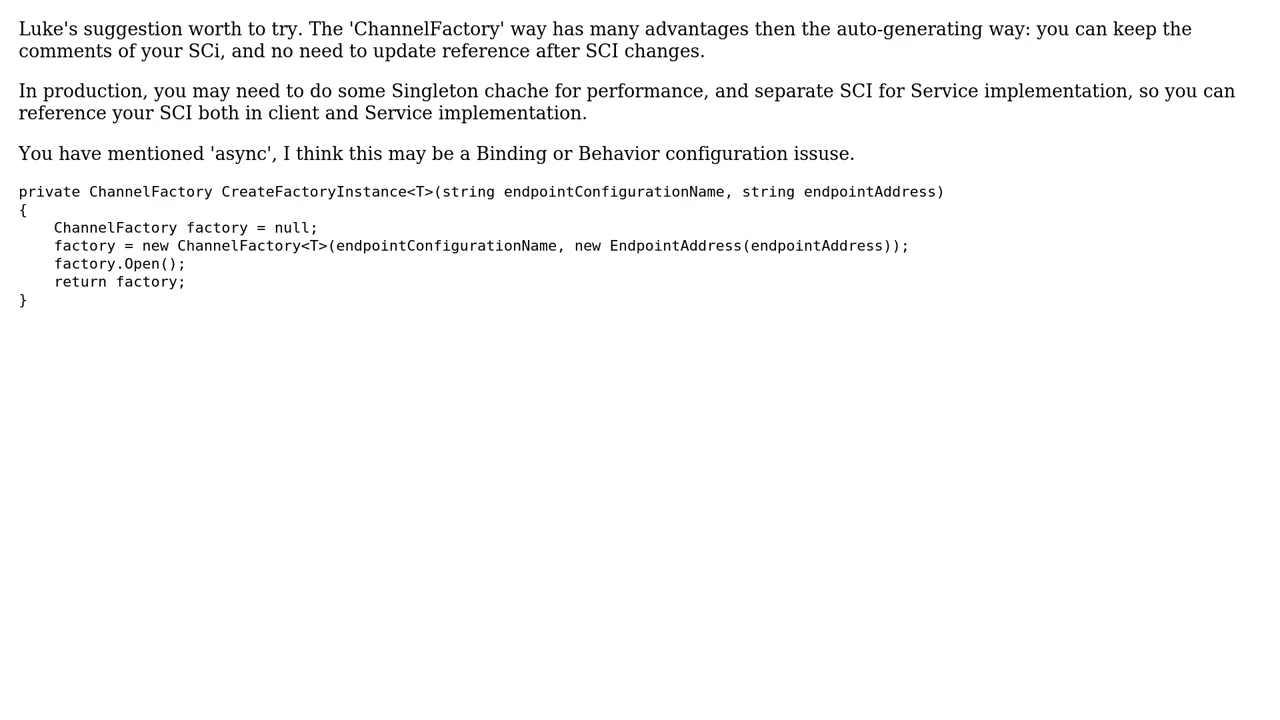 Luke's suggestion worth to try. The 'ChannelFactory' way has many advantages then the auto-generating way: you can keep the
comments of your SCi, and no need to update reference after SCI changes.
In production, you may need to do some Singleton chache for performance, and separate SCI for Service implementation, so you can
reference your SCI both in client and Service implementation.
You have mentioned 'async', I think this may be a Binding or Behavior configuration issuse.
private ChannelFactory CreateFactoryInstance<T>(string endpointConfigurationName, string endpointAddress)
{
    ChannelFactory factory = null;
    factory = new ChannelFactory<T>(endpointConfigurationName, new EndpointAddress(endpointAddress));
    factory.Open();
    return factory;
}